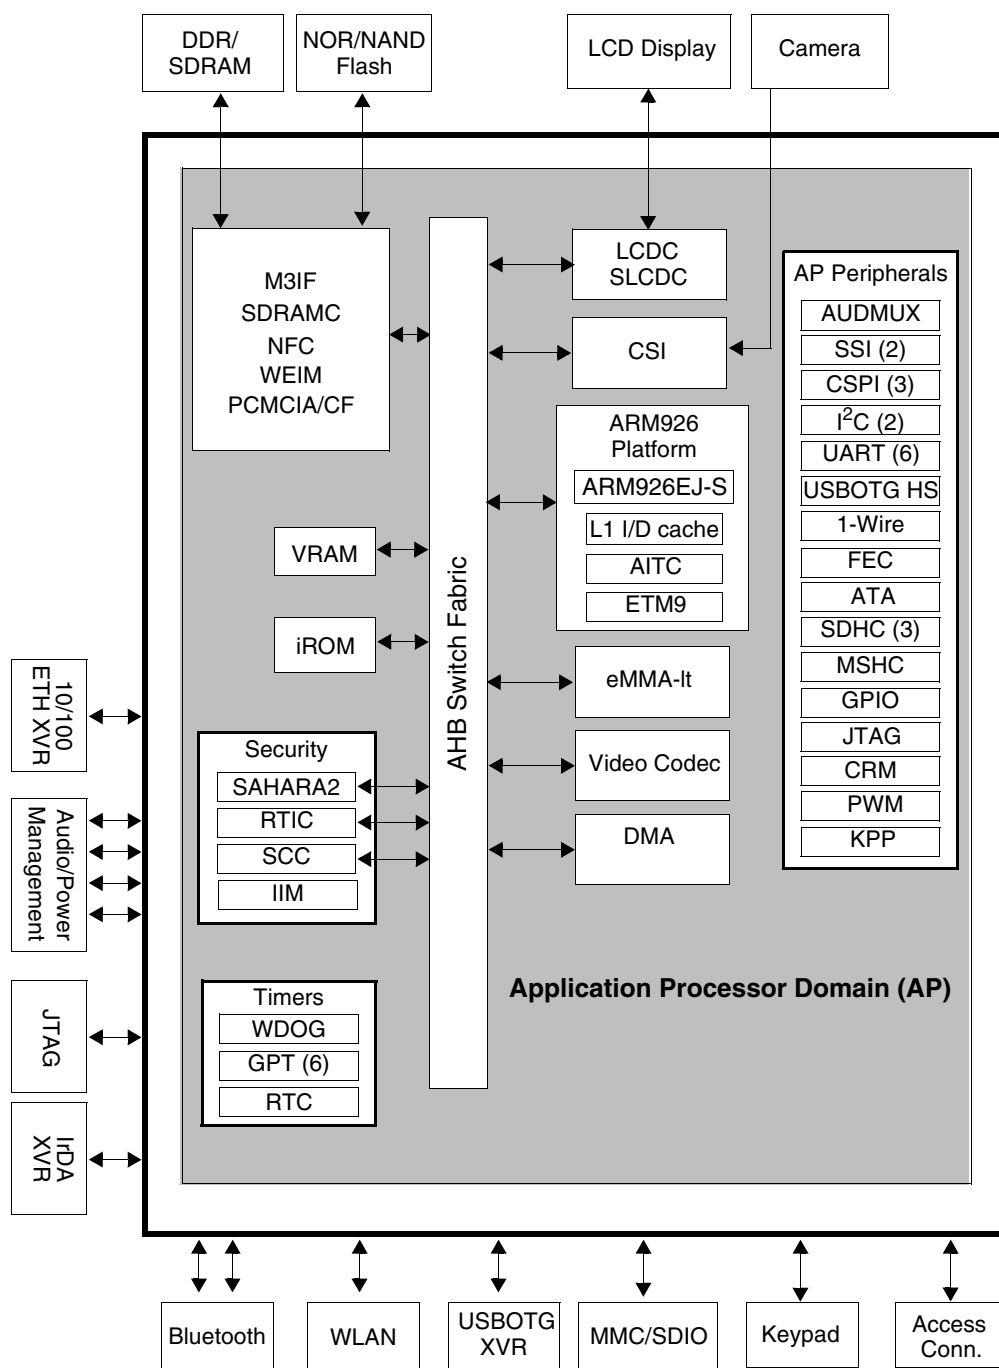 DDR/
SDRAM
NOR/NAND
Flash
LCD Display
Camera
M3IF
SDRAMC
NFC
WEIM
PCMCIA/CF
LCDC
SLCDC
CSI
ARM926
Platform
ARM926EJ-S
L1 I/D cache
AITC
ETM9
AP Peripherals
AUDMUX
SSI (2)
CSPI (3)
I²C (2)
UART (6)
USBOTG HS
1-Wire
FEC
ATA
SDHC (3)
MSHC
GPIO
JTAG
CRM
PWM
KPP
VRAM
iROM
AHB Switch Fabric
eMMA-lt
Video Codec
DMA
Security
SAHARA2
RTIC
SCC
IIM
Timers
WDOG
GPT (6)
RTC
Application Processor Domain (AP)
10/100
ETH XVR
Audio/Power
Management
JTAG
IrDA
XVR
Bluetooth
WLAN
USBOTG
XVR
MMC/SDIO
Keypad
Access
Conn.